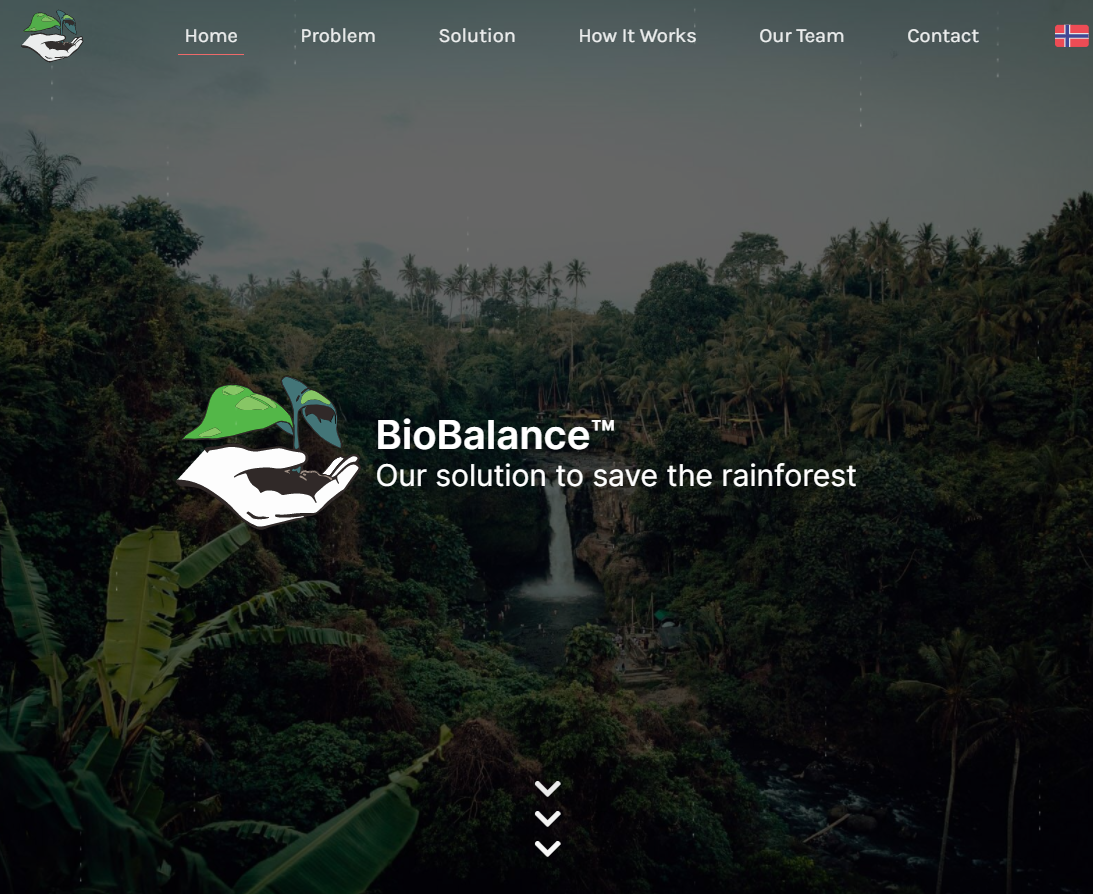 Home
Problem
Solution
How It Works
Our Team
Contact
BioBalance™
Our solution to save the rainforest